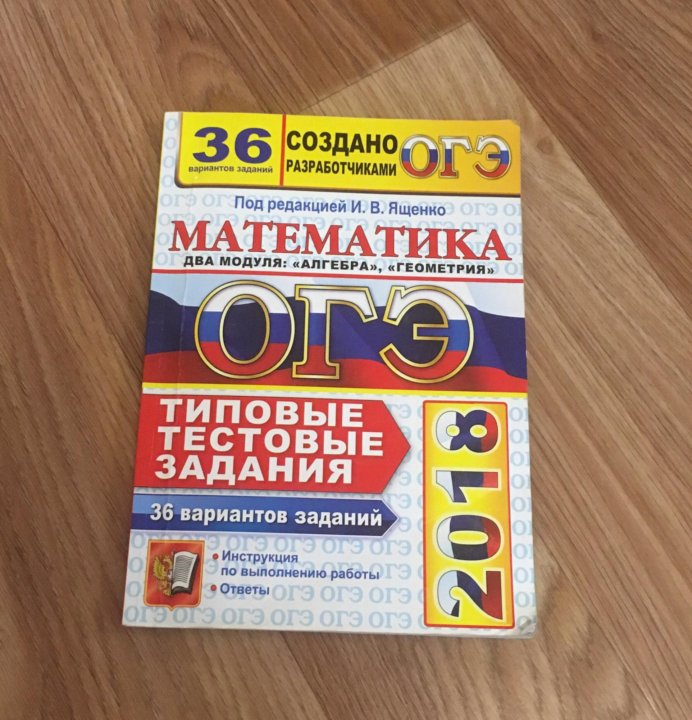 36
вариантов заданий
СОЗДАНО
РАЗРАБОТЧИКАМИ
ОГЭ
Под редакцией И. В. Ященко
МАТЕМАТИКА
ДВА МОДУЛЯ: «АЛГЕБРА», «ГЕОМЕТРИЯ»
ОГЭ
ТИПОВЫЕ
ТЕСТОВЫЕ
ЗАДАНИЯ
2018
36 вариантов заданий
• Инструкция
по выполнению работы
• Ответы